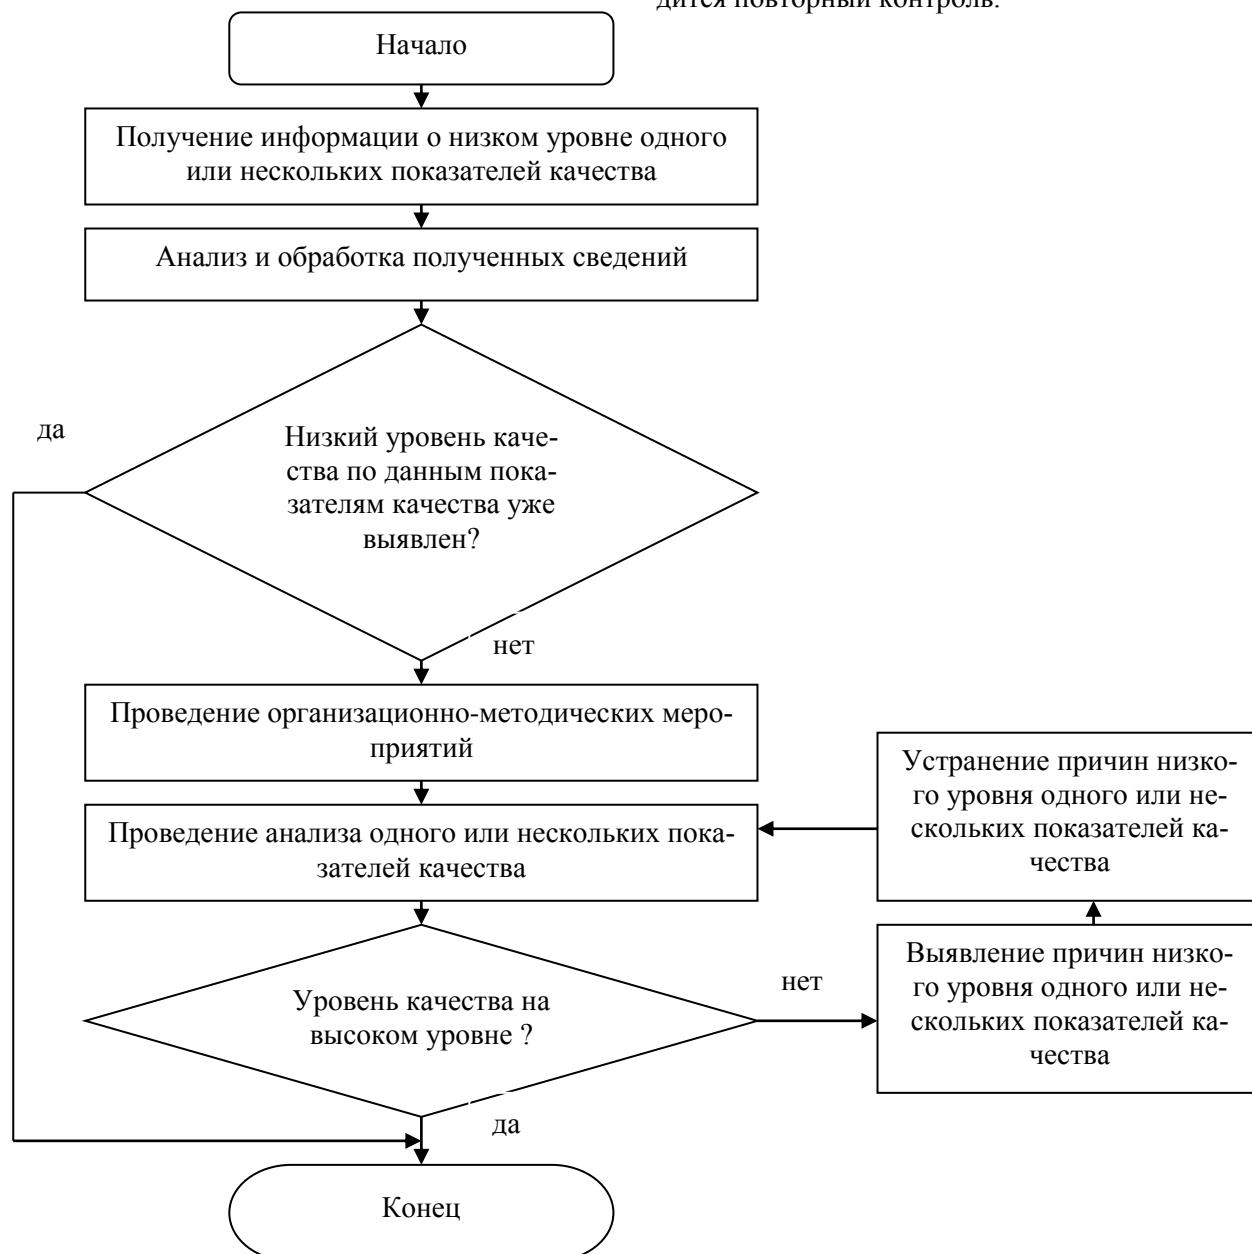 дится повторный контроль.
Начало
Получение информации о низком уровне одного
или нескольких показателей качества
Анализ и обработка полученных сведений
да
Низкий уровень каче-
ства по данным пока-
зателям качества уже
выявлен?
нет
Проведение организационно-методических меро-
приятий
Устранение причин низко-
го уровня одного или не-
скольких показателей ка-
чества
Проведение анализа одного или нескольких пока-
зателей качества
Выявление причин низко-
го уровня одного или не-
скольких показателей ка-
чества
нет
Уровень качества на
высоком уровне ?
да
Конец